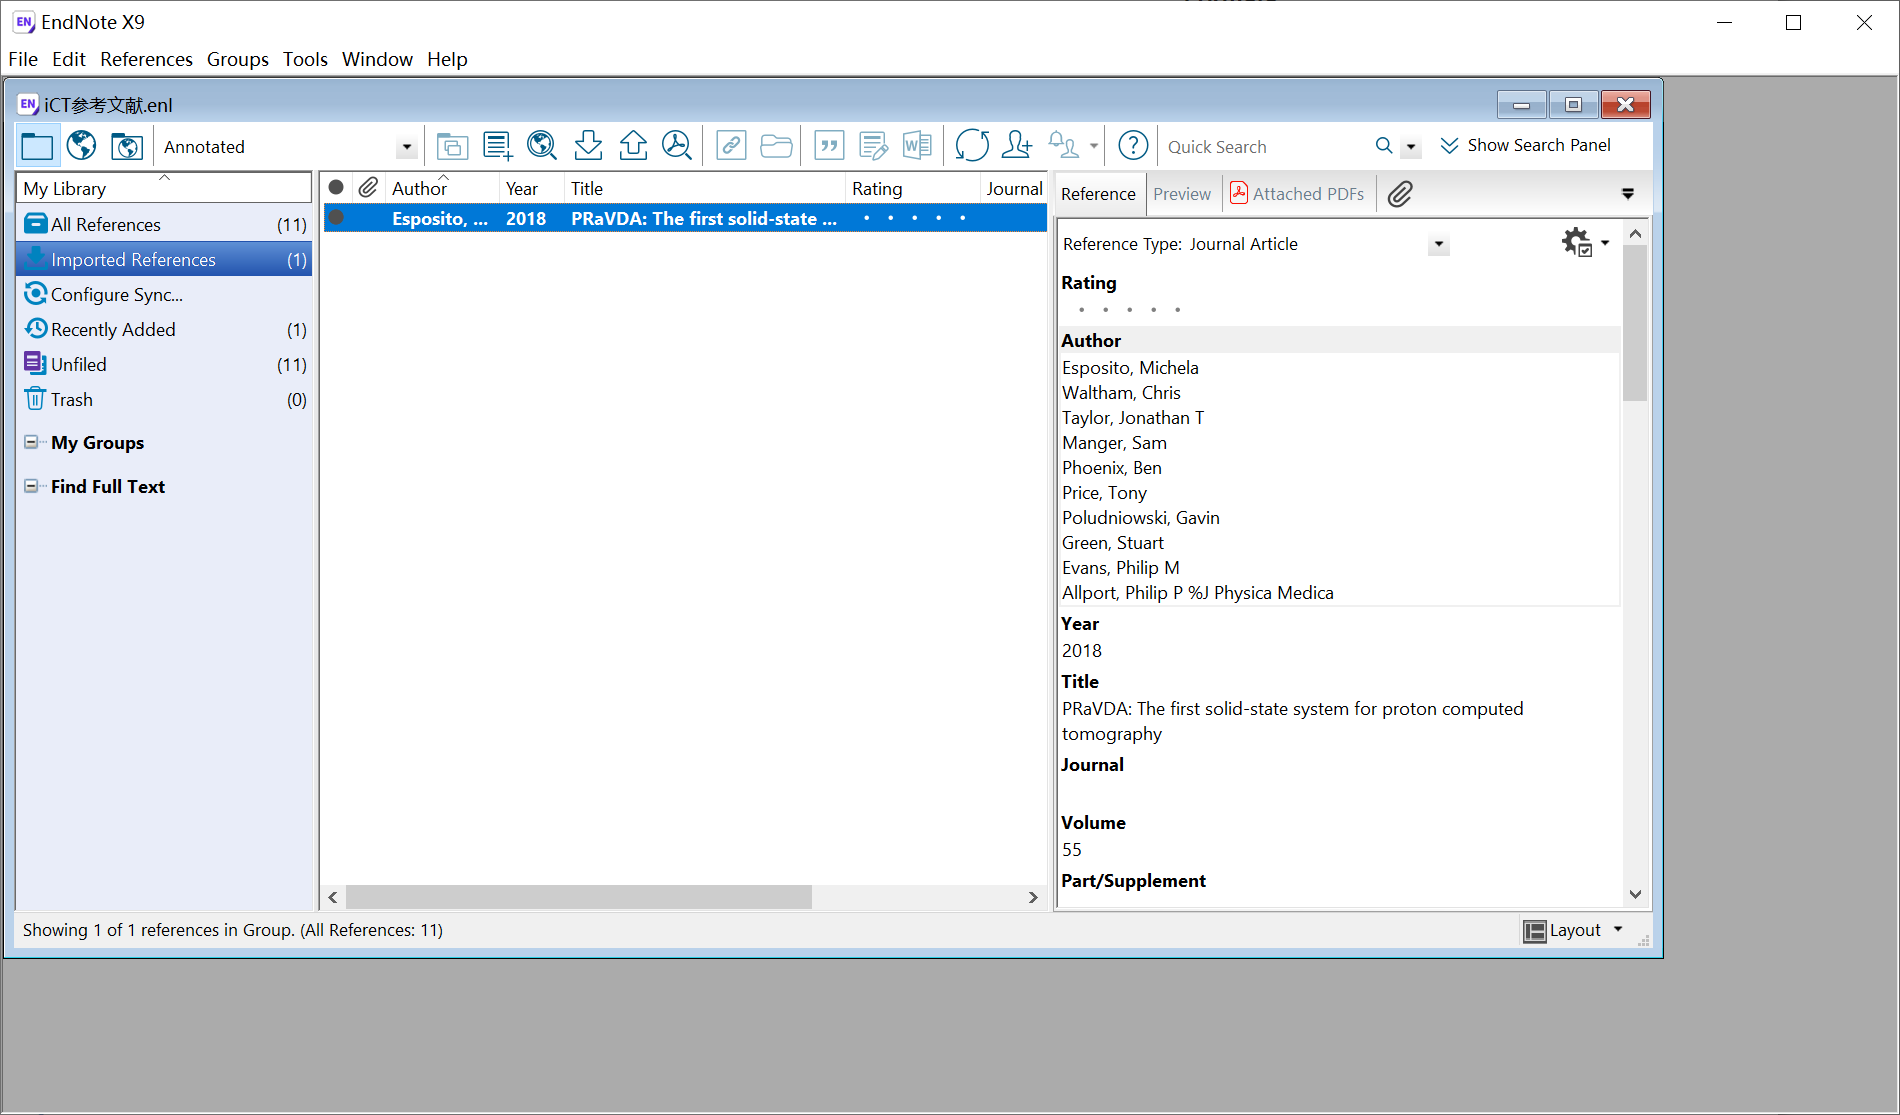 EndNote X9
File Edit References Groups Tools Window Help
iCT参考文献.enl
Annotated
Quick Search
Show Search Panel
My Library
All References (11)
Imported References (1)
Configure Sync...
Recently Added (1)
Unfiled (11)
Trash (0)
My Groups
Find Full Text
Author Year Title Rating Journal
Esposito, ... 2018 PRaVDA: The first solid-state ...
Reference Preview Attached PDFs
Reference Type: Journal Article
Rating
Author
Esposito, Michela
Waltham, Chris
Taylor, Jonathan T
Manger, Sam
Phoenix, Ben
Price, Tony
Poludniowski, Gavin
Green, Stuart
Evans, Philip M
Allport, Philip P %J Physica Medica
Year
2018
Title
PRaVDA: The first solid-state system for proton computed
tomography
Journal
Volume
55
Part/Supplement
Showing 1 of 1 references in Group. (All References: 11)
Layout